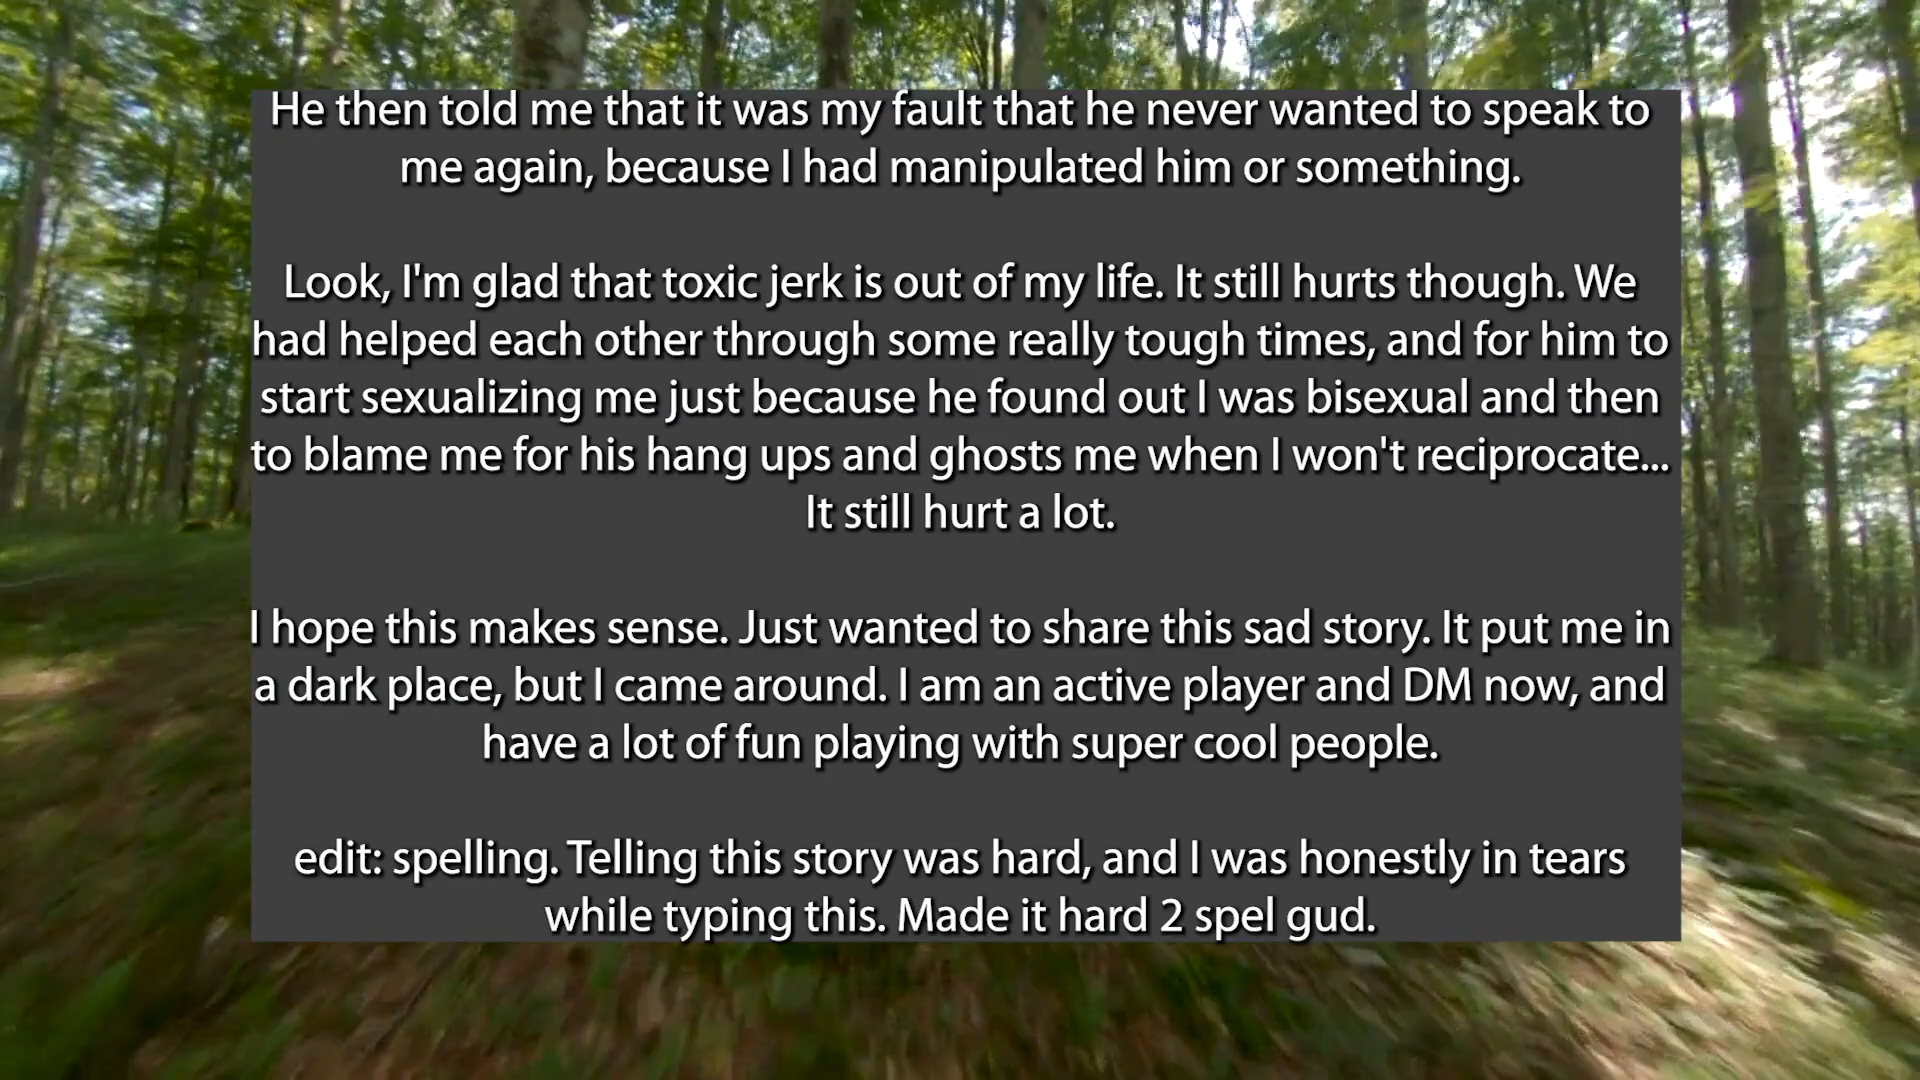 He then told me that it was my fault that he never wanted to speak to
me again, because I had manipulated him or something.
Look, I'm glad that toxic jerk is out of my life. It still hurts though. We
had helped each other through some really tough times, and for him to
start sexualizing me just because he found out I was bisexual and then
to blame me for his hang ups and ghosts me when I won't reciprocate...
It still hurt a lot.
I hope this makes sense. Just wanted to share this sad story. It put me in
a dark place, but I came around. I am an active player and DM now, and
have a lot of fun playing with super cool people.
edit: spelling. Telling this story was hard, and I was honestly in tears
while typing this. Made it hard 2 spel gud.